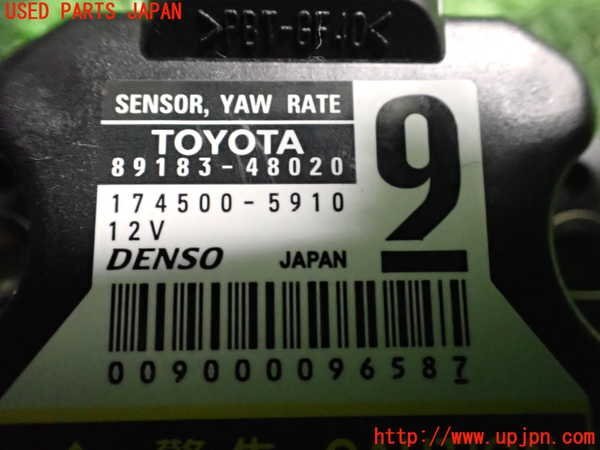 USED PARTS JAPAN
>PBT-GF40<
SENSOR, YAW RATE
9
TOYOTA
89183-48020
174500-5910
12V
DENSO JAPAN
009000096587
http://www.upjpn.com/